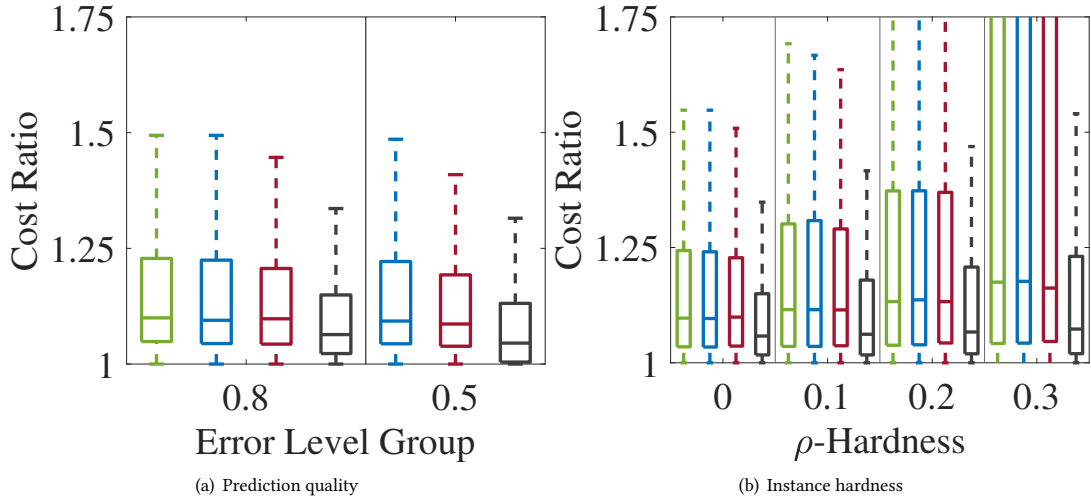 1.75
1.5
1.25
1
Cost Ratio
0.8
0.5
Error Level Group
(a) Prediction quality
1.75
1.5
1.25
1
Cost Ratio
0
0.1
0.2
0.3
ρ-Hardness
(b) Instance hardness